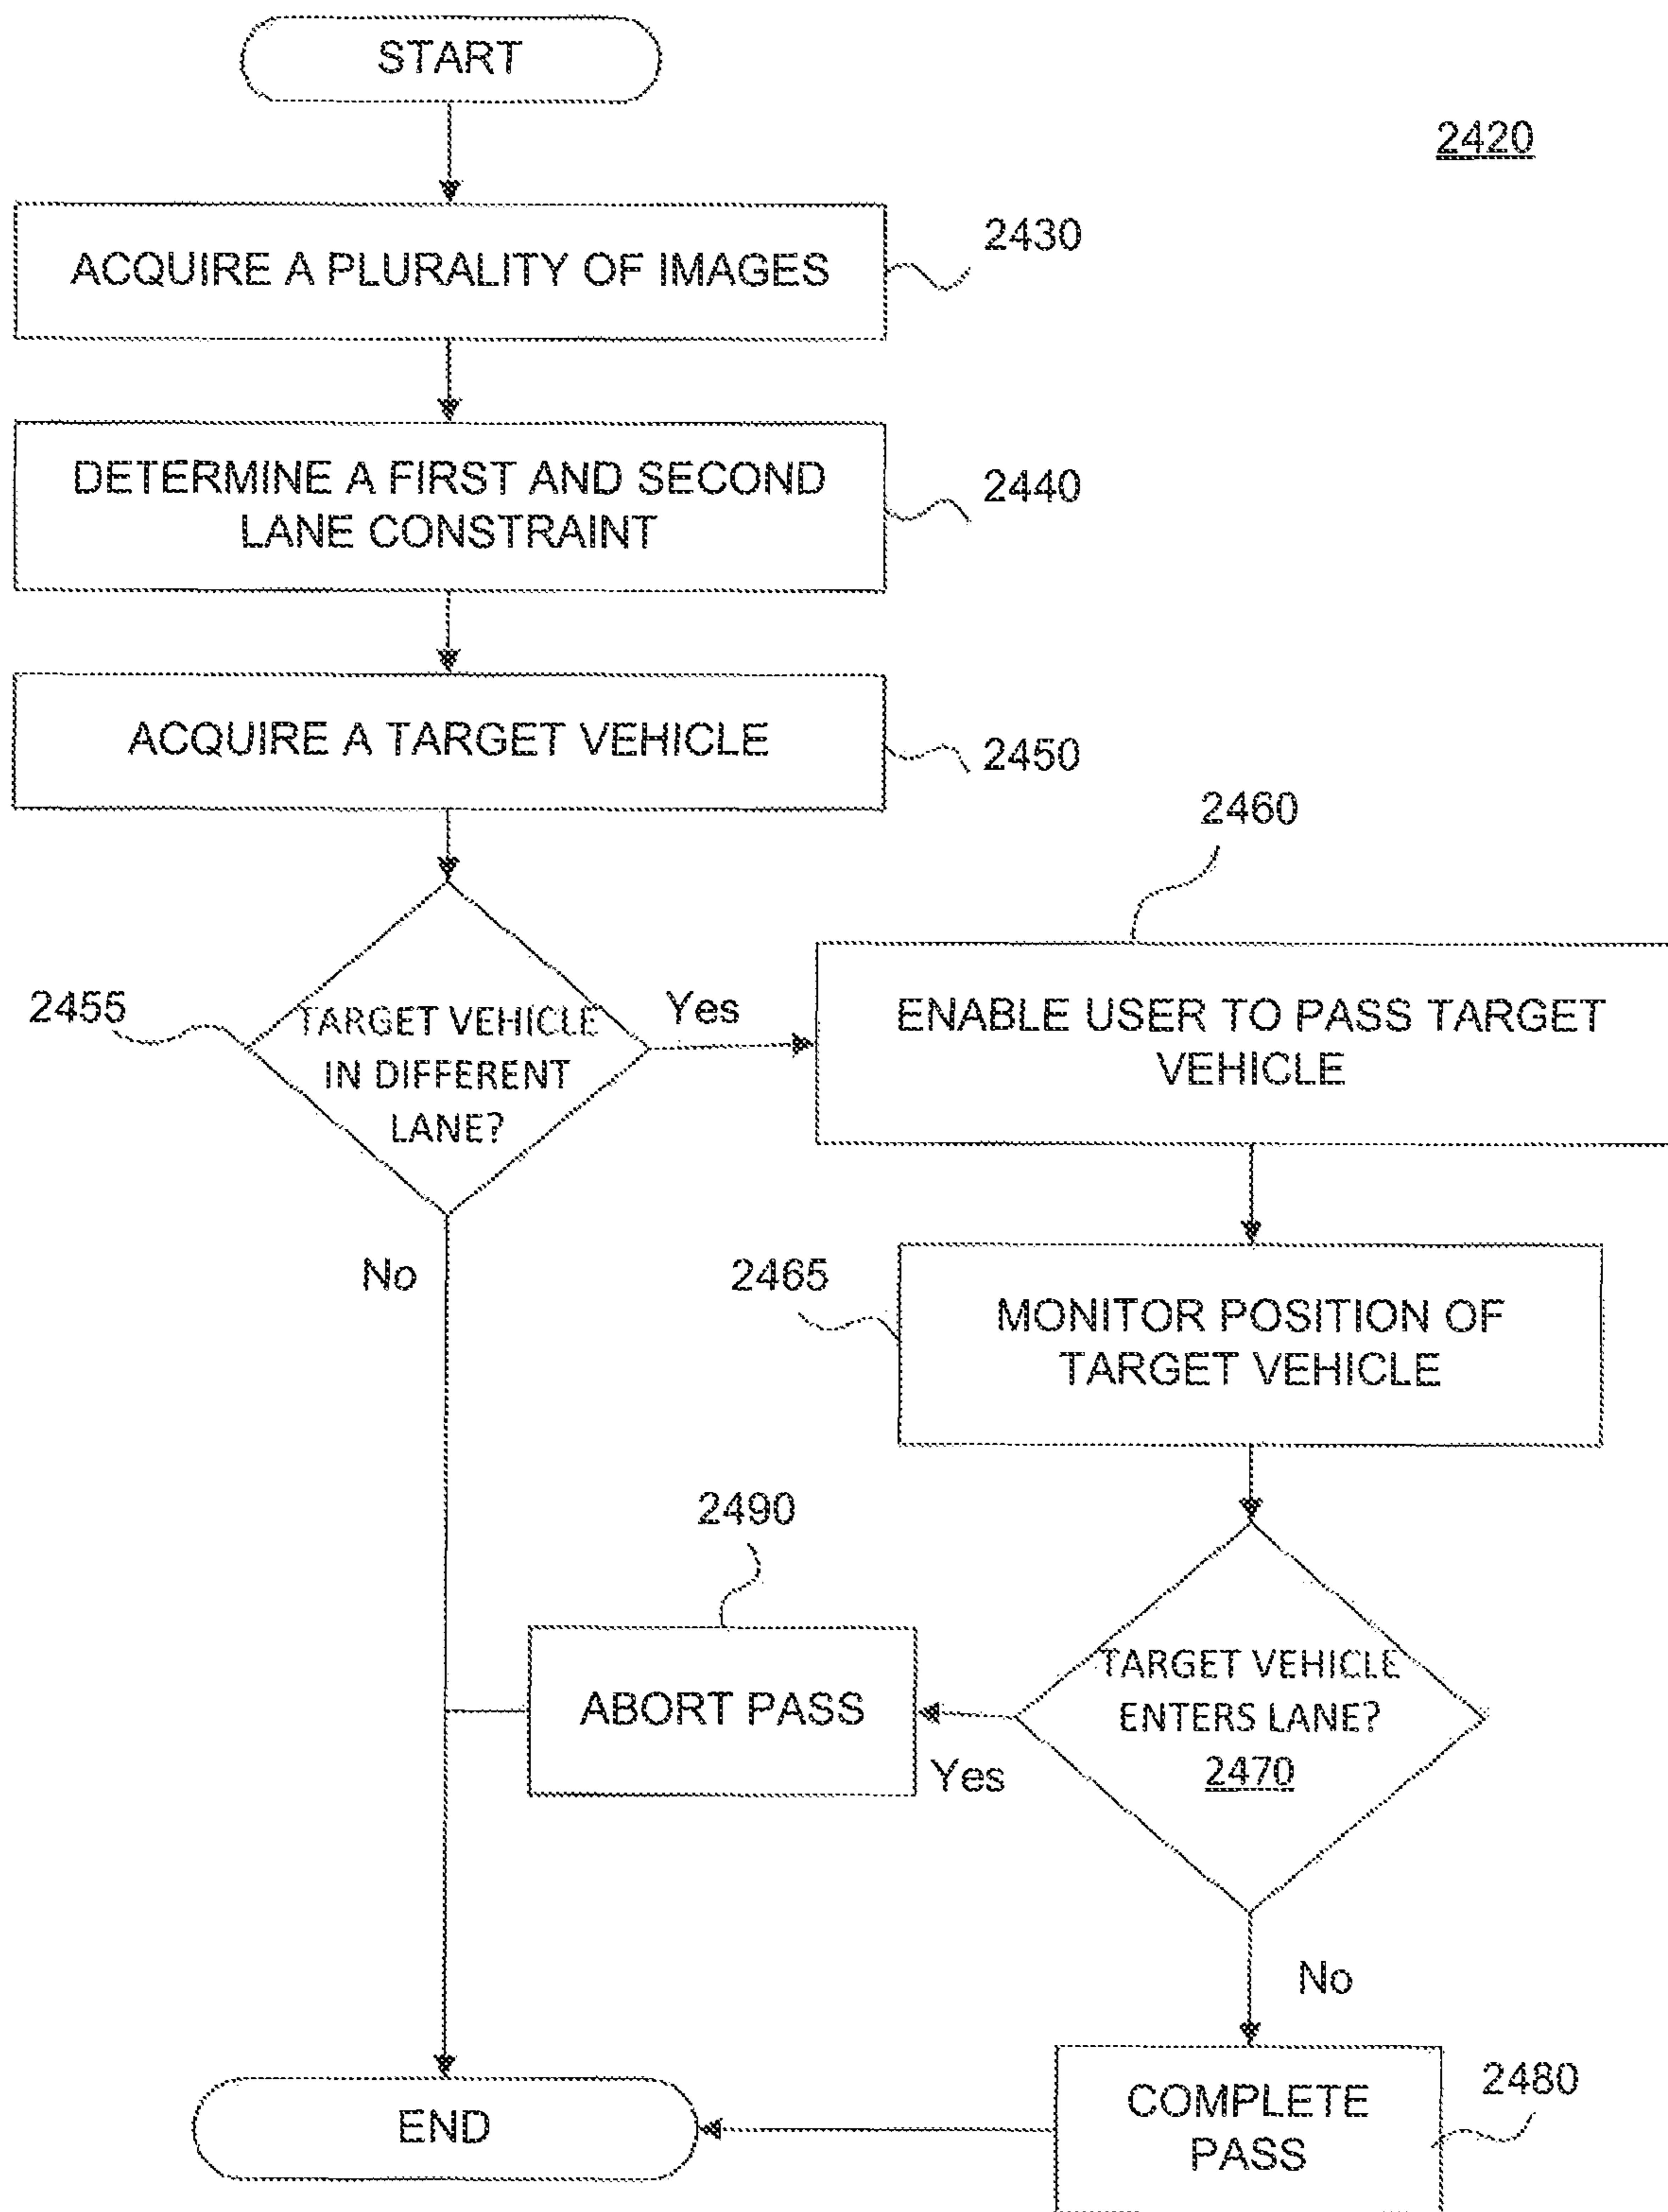 START
2420
ACQUIRE A PLURALITY OF IMAGES
2430
DETERMINE A FIRST AND SECOND
LANE CONSTRAINT
2440
ACQUIRE A TARGET VEHICLE
2450
2455
TARGET VEHICLE
IN DIFFERENT
LANE?
Yes
No
2460
ENABLE USER TO PASS TARGET
VEHICLE
2465
MONITOR POSITION OF
TARGET VEHICLE
2490
ABORT PASS
Yes
TARGET VEHICLE
ENTERS LANE?
2470
No
2480
COMPLETE
PASS
END